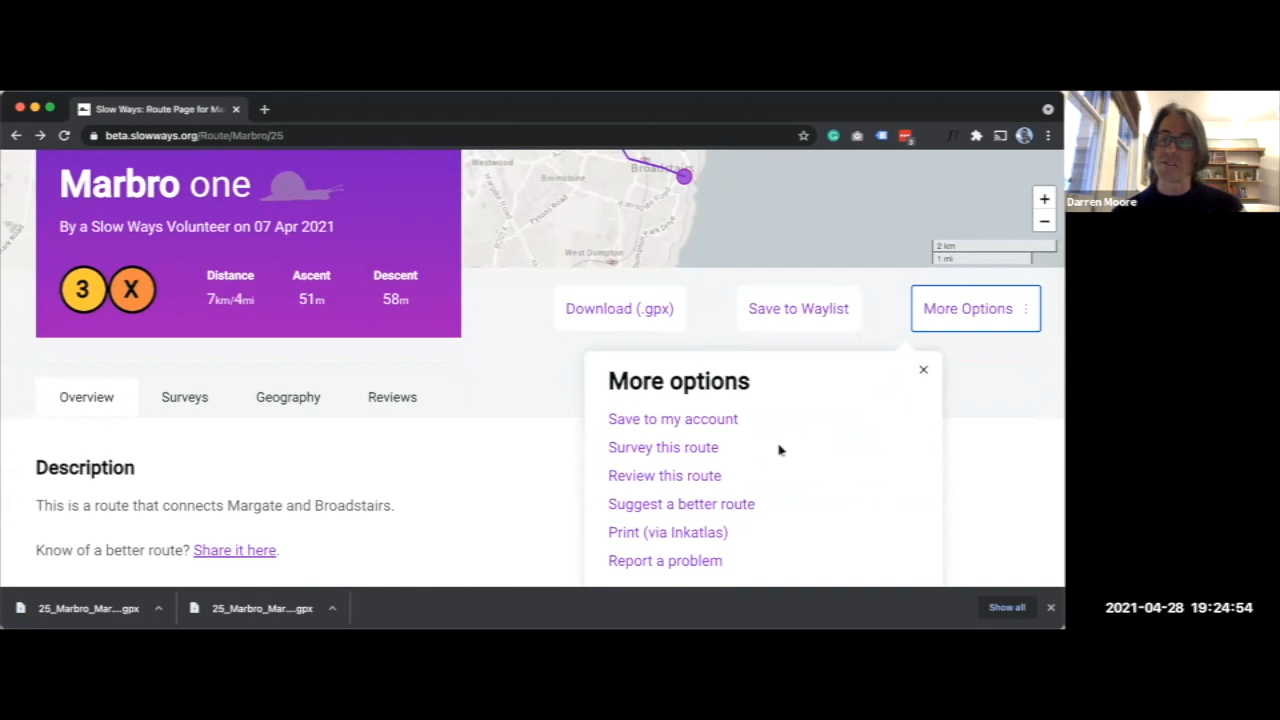 Slow Ways: Route Page for Ma
beta.slowways.org/Route/Marbro/25
Marbro one
By a Slow Ways Volunteer on 07 Apr 2021
3
X
Distance
Ascent
Descent
7km/4mi
51m
58m
Westwood
Broadstairs
Bromstone
West Dumpton
+
−
2 km
1 mi
Download (.gpx)
Save to Waylist
More Options
Overview
Surveys
Geography
Reviews
More options
Save to my account
Survey this route
Review this route
Suggest a better route
Print (via Inkatlas)
Report a problem
Description
This is a route that connects Margate and Broadstairs.
Know of a better route? Share it here.
25_Marbro_Mar....gpx
25_Marbro_Mar....gpx
Show all
Darren Moore
2021-04-28 19:24:54